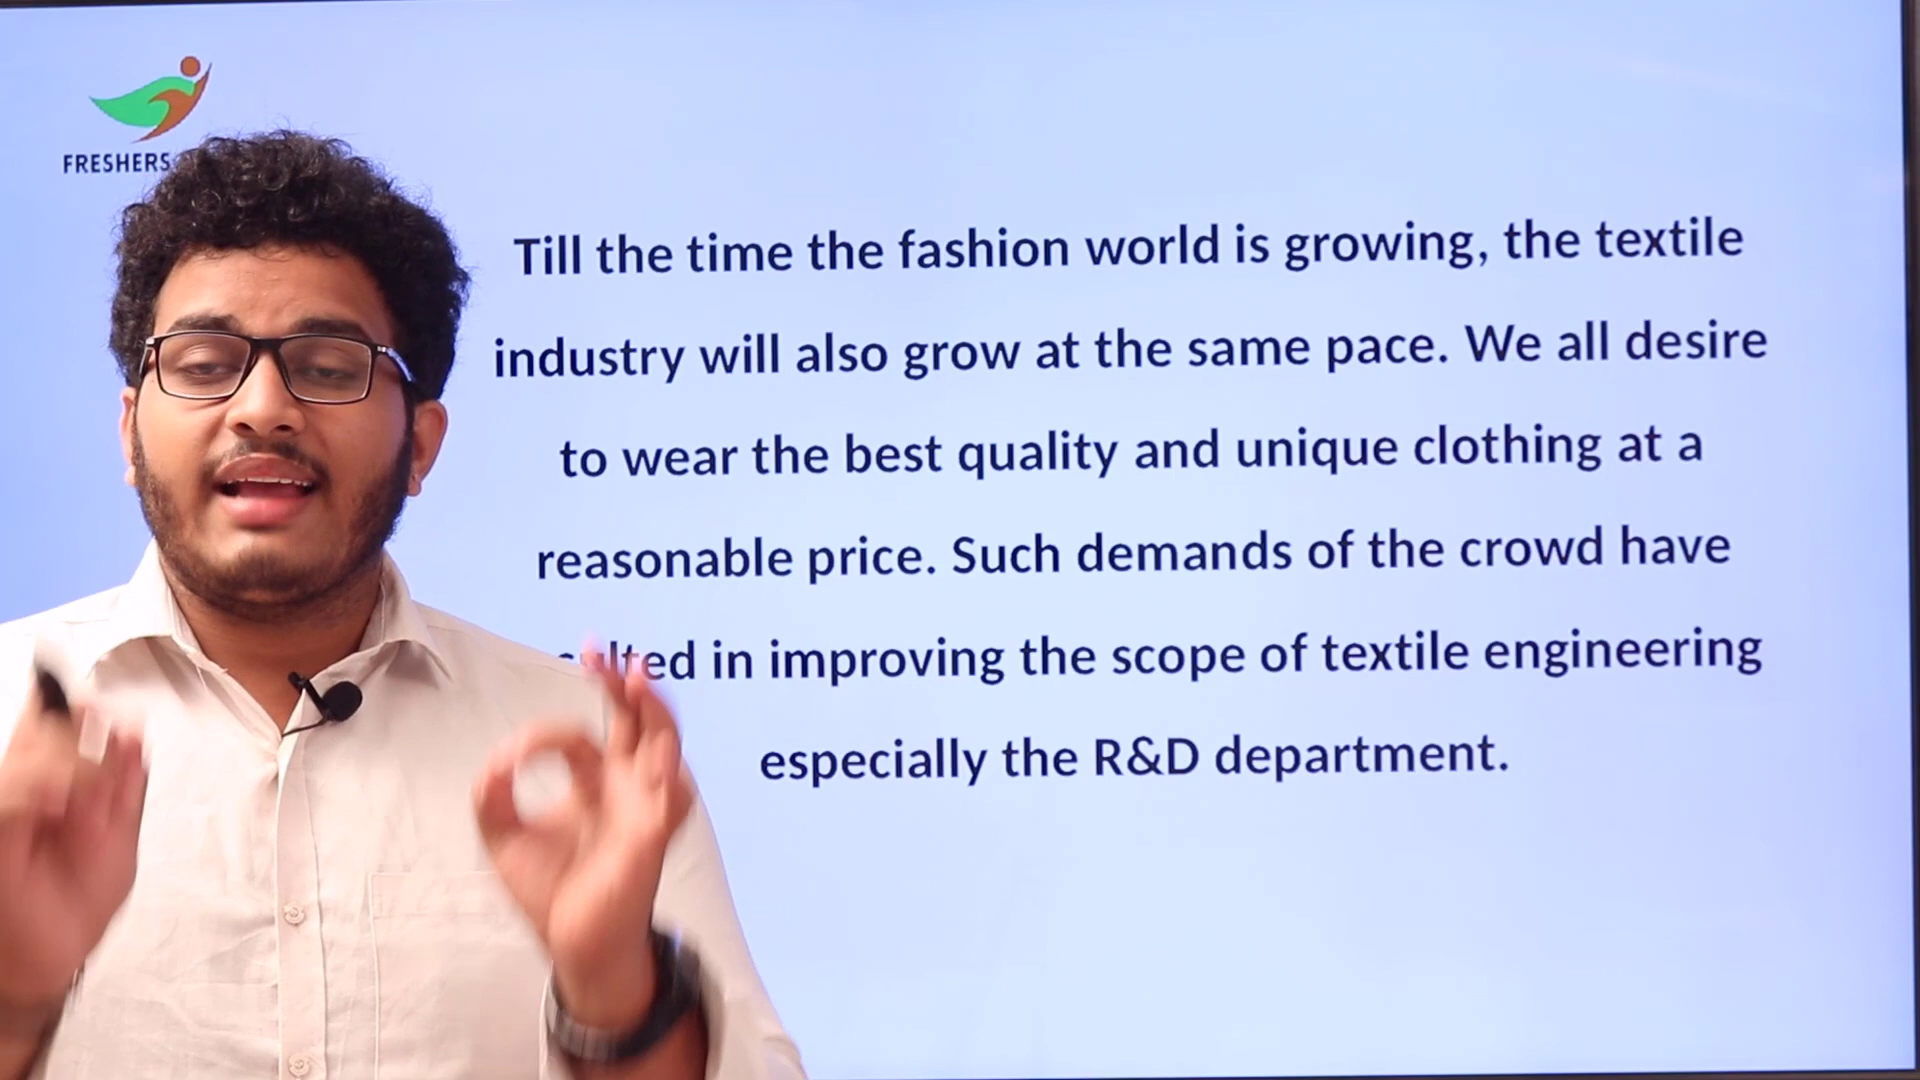 FRESHERS
Till the time the fashion world is growing, the textile
industry will also grow at the same pace. We all desire
to wear the best quality and unique clothing at a
reasonable price. Such demands of the crowd have
in improving the scope of textile engineering
especially the R&D department.